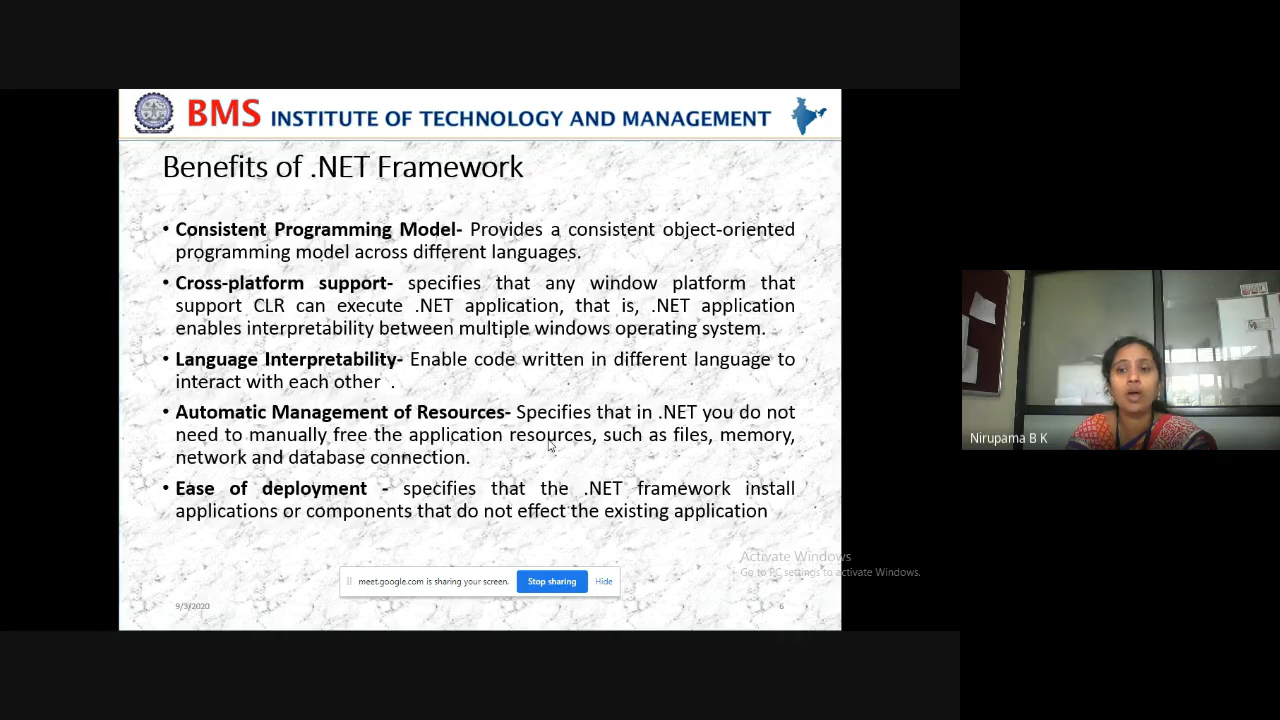 BMS INSTITUTE OF TECHNOLOGY AND MANAGEMENT
Benefits of .NET Framework
• Consistent Programming Model- Provides a consistent object-oriented
programming model across different languages.
• Cross-platform support- specifies that any window platform that
support CLR can execute .NET application, that is, .NET application
enables interpretability between multiple windows operating system.
• Language Interpretability- Enable code written in different language to
interact with each other .
• Automatic Management of Resources- Specifies that in .NET you do not
need to manually free the application resources, such as files, memory,
network and database connection.
• Ease of deployment - specifies that the .NET framework install
applications or components that do not effect the existing application
Activate Windows
Go to PC settings to activate Windows.
meet.google.com is sharing your screen. Stop sharing Hide
9/3/2020 6
Nirupama B K